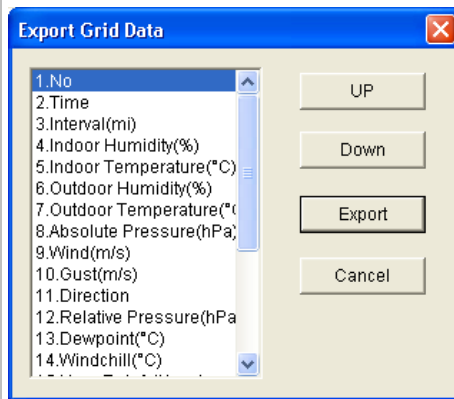 Export Grid Data
1.No
2.Time
3.Interval(mi)
4.Indoor Humidity(%)
5.Indoor Temperature(°C)
6.Outdoor Humidity(%)
7.Outdoor Temperature(°(
8.Absolute Pressure(hPa)
9.Wind(m/s)
10.Gust(m/s)
11.Direction
12.Relative Pressure(hPa
13.Dewpoint(°C)
14.Windchill(°C)
UP
Down
Export
Cancel